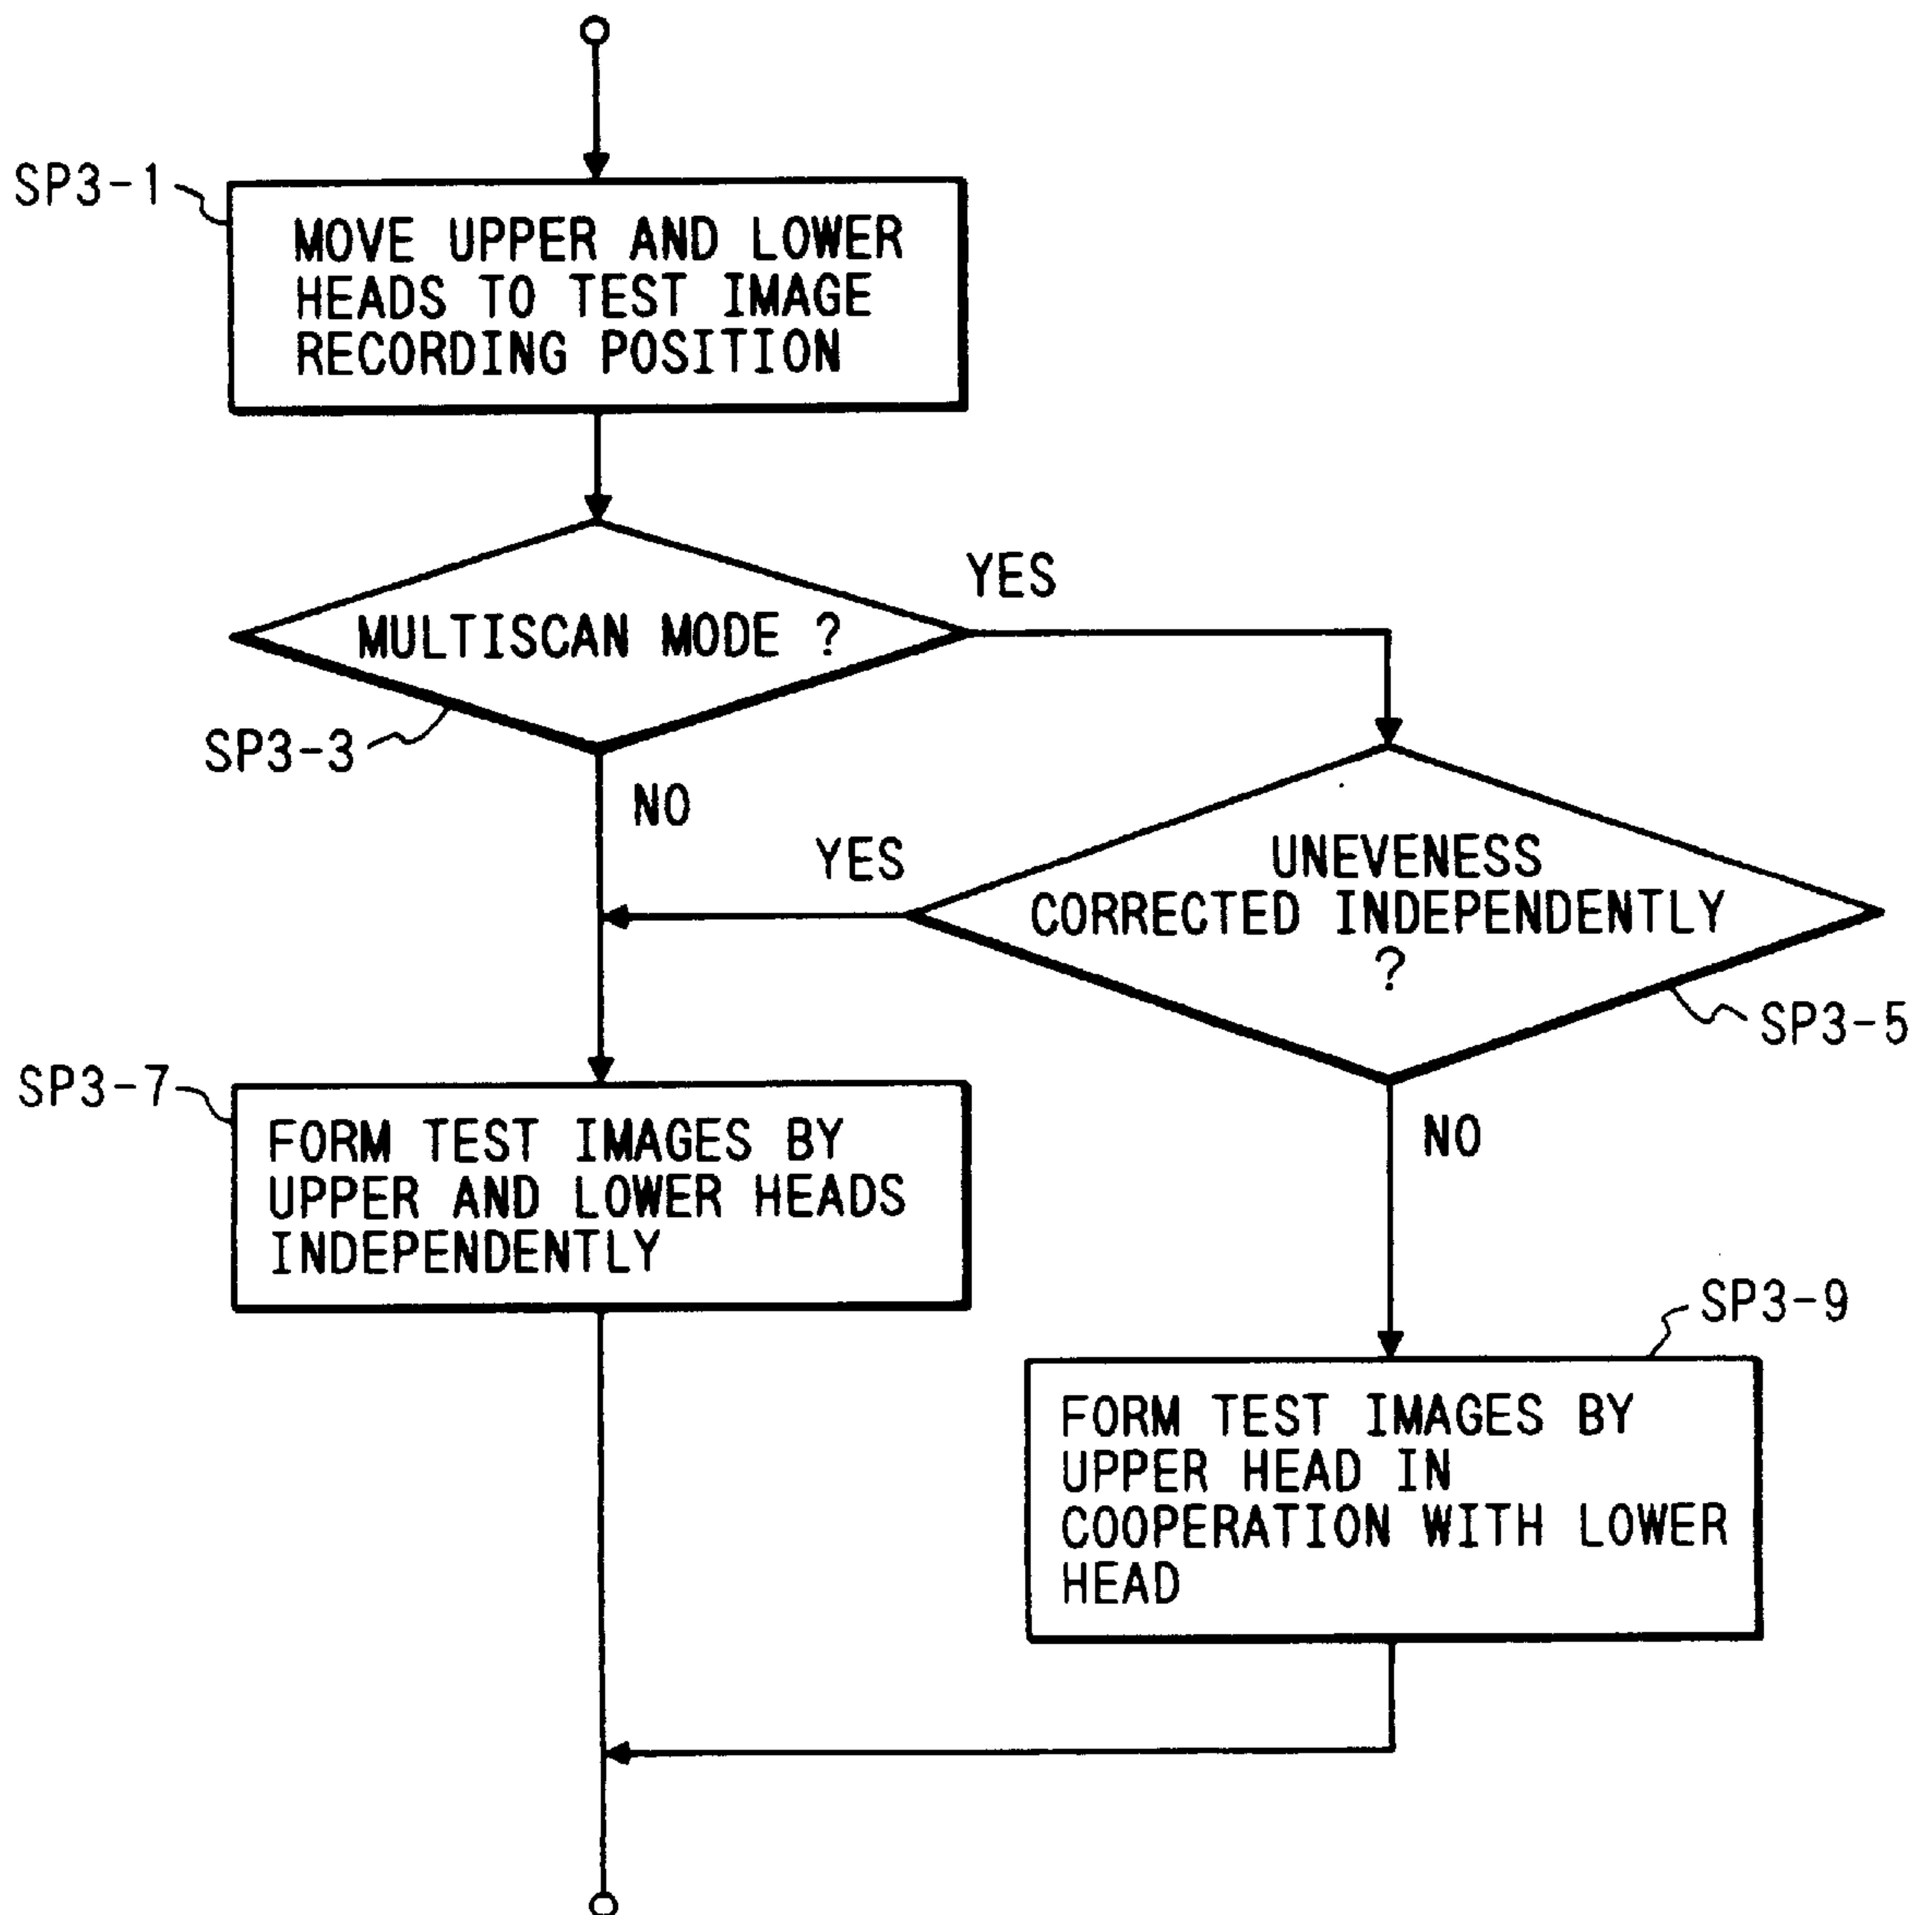 SP3-1
MOVE UPPER AND LOWER
HEADS TO TEST IMAGE
RECORDING POSITION
MULTISCAN MODE ?
YES
SP3-3
NO
YES
UNEVENESS
CORRECTED INDEPENDENTLY
?
SP3-5
SP3-7
FORM TEST IMAGES BY
UPPER AND LOWER HEADS
INDEPENDENTLY
NO
SP3-9
FORM TEST IMAGES BY
UPPER HEAD IN
COOPERATION WITH LOWER
HEAD